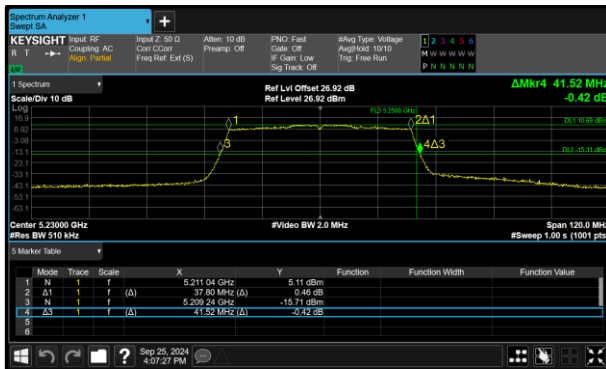 Spectrum Analyzer 1
Swept SA
KEYSIGHT Input: RF Input Z: 50 Ω Atten: 10 dB PNO: Fast #Avg Type: Voltage 1 2 3 4 5 6
R T Coupling: AC Corr CCorr Preamp: Off Gate: Off Avg|Hold: 10/10 M W W W W W
Align: Partial Freq Ref: Ext (S) IF Gain: Low Trig: Free Run
Sig Track: Off P N N N N N
1 Spectrum Ref Lvl Offset 26.92 dB ΔMkr4 41.52 MHz
Scale/Div 10 dB Ref Level 26.92 dBm -0.42 dB
Log
16.9
6.92
-3.08
-13.1
-23.1
-33.1
-43.1
-53.1
-63.1
1
2Δ1
3
4Δ3
DL1 10.69 dBm
DL2 -15.31 dBm
Center 5.23000 GHz #Video BW 2.0 MHz Span 120.0 MHz
#Res BW 510 kHz #Sweep 1.00 s (1001 pts)
5 Marker Table
Mode Trace Scale X Y Function Function Width Function Value
1 N 1 f 5.211 04 GHz 5.11 dBm
2 Δ1 1 f (Δ) 37.80 MHz (Δ) 0.46 dB
3 N 1 f 5.209 24 GHz -15.71 dBm
4 Δ3 1 f (Δ) 41.52 MHz (Δ) -0.42 dB
5
6
Sep 25, 2024
4:07:27 PM